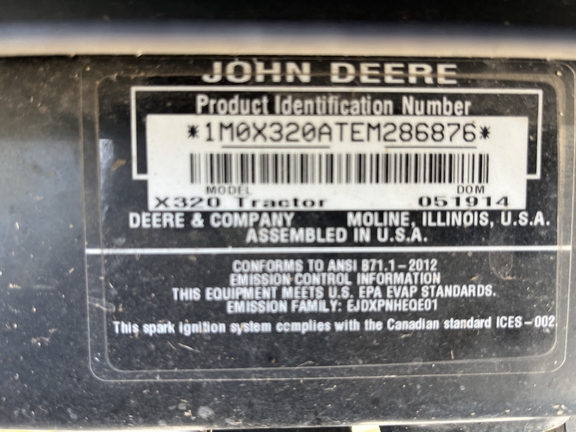 JOHN DEERE
Product Identification Number
*1M0X320ATEM286876*
MODEL DOM
X320 Tractor 051914
DEERE & COMPANY MOLINE, ILLINOIS, U.S.A.
ASSEMBLED IN U.S.A.
CONFORMS TO ANSI B71.1-2012
EMISSION CONTROL INFORMATION
THIS EQUIPMENT MEETS U.S. EPA EVAP STANDARDS.
EMISSION FAMILY: EJDXPNHEQE01
This spark ignition system complies with the Canadian standard ICES-002.